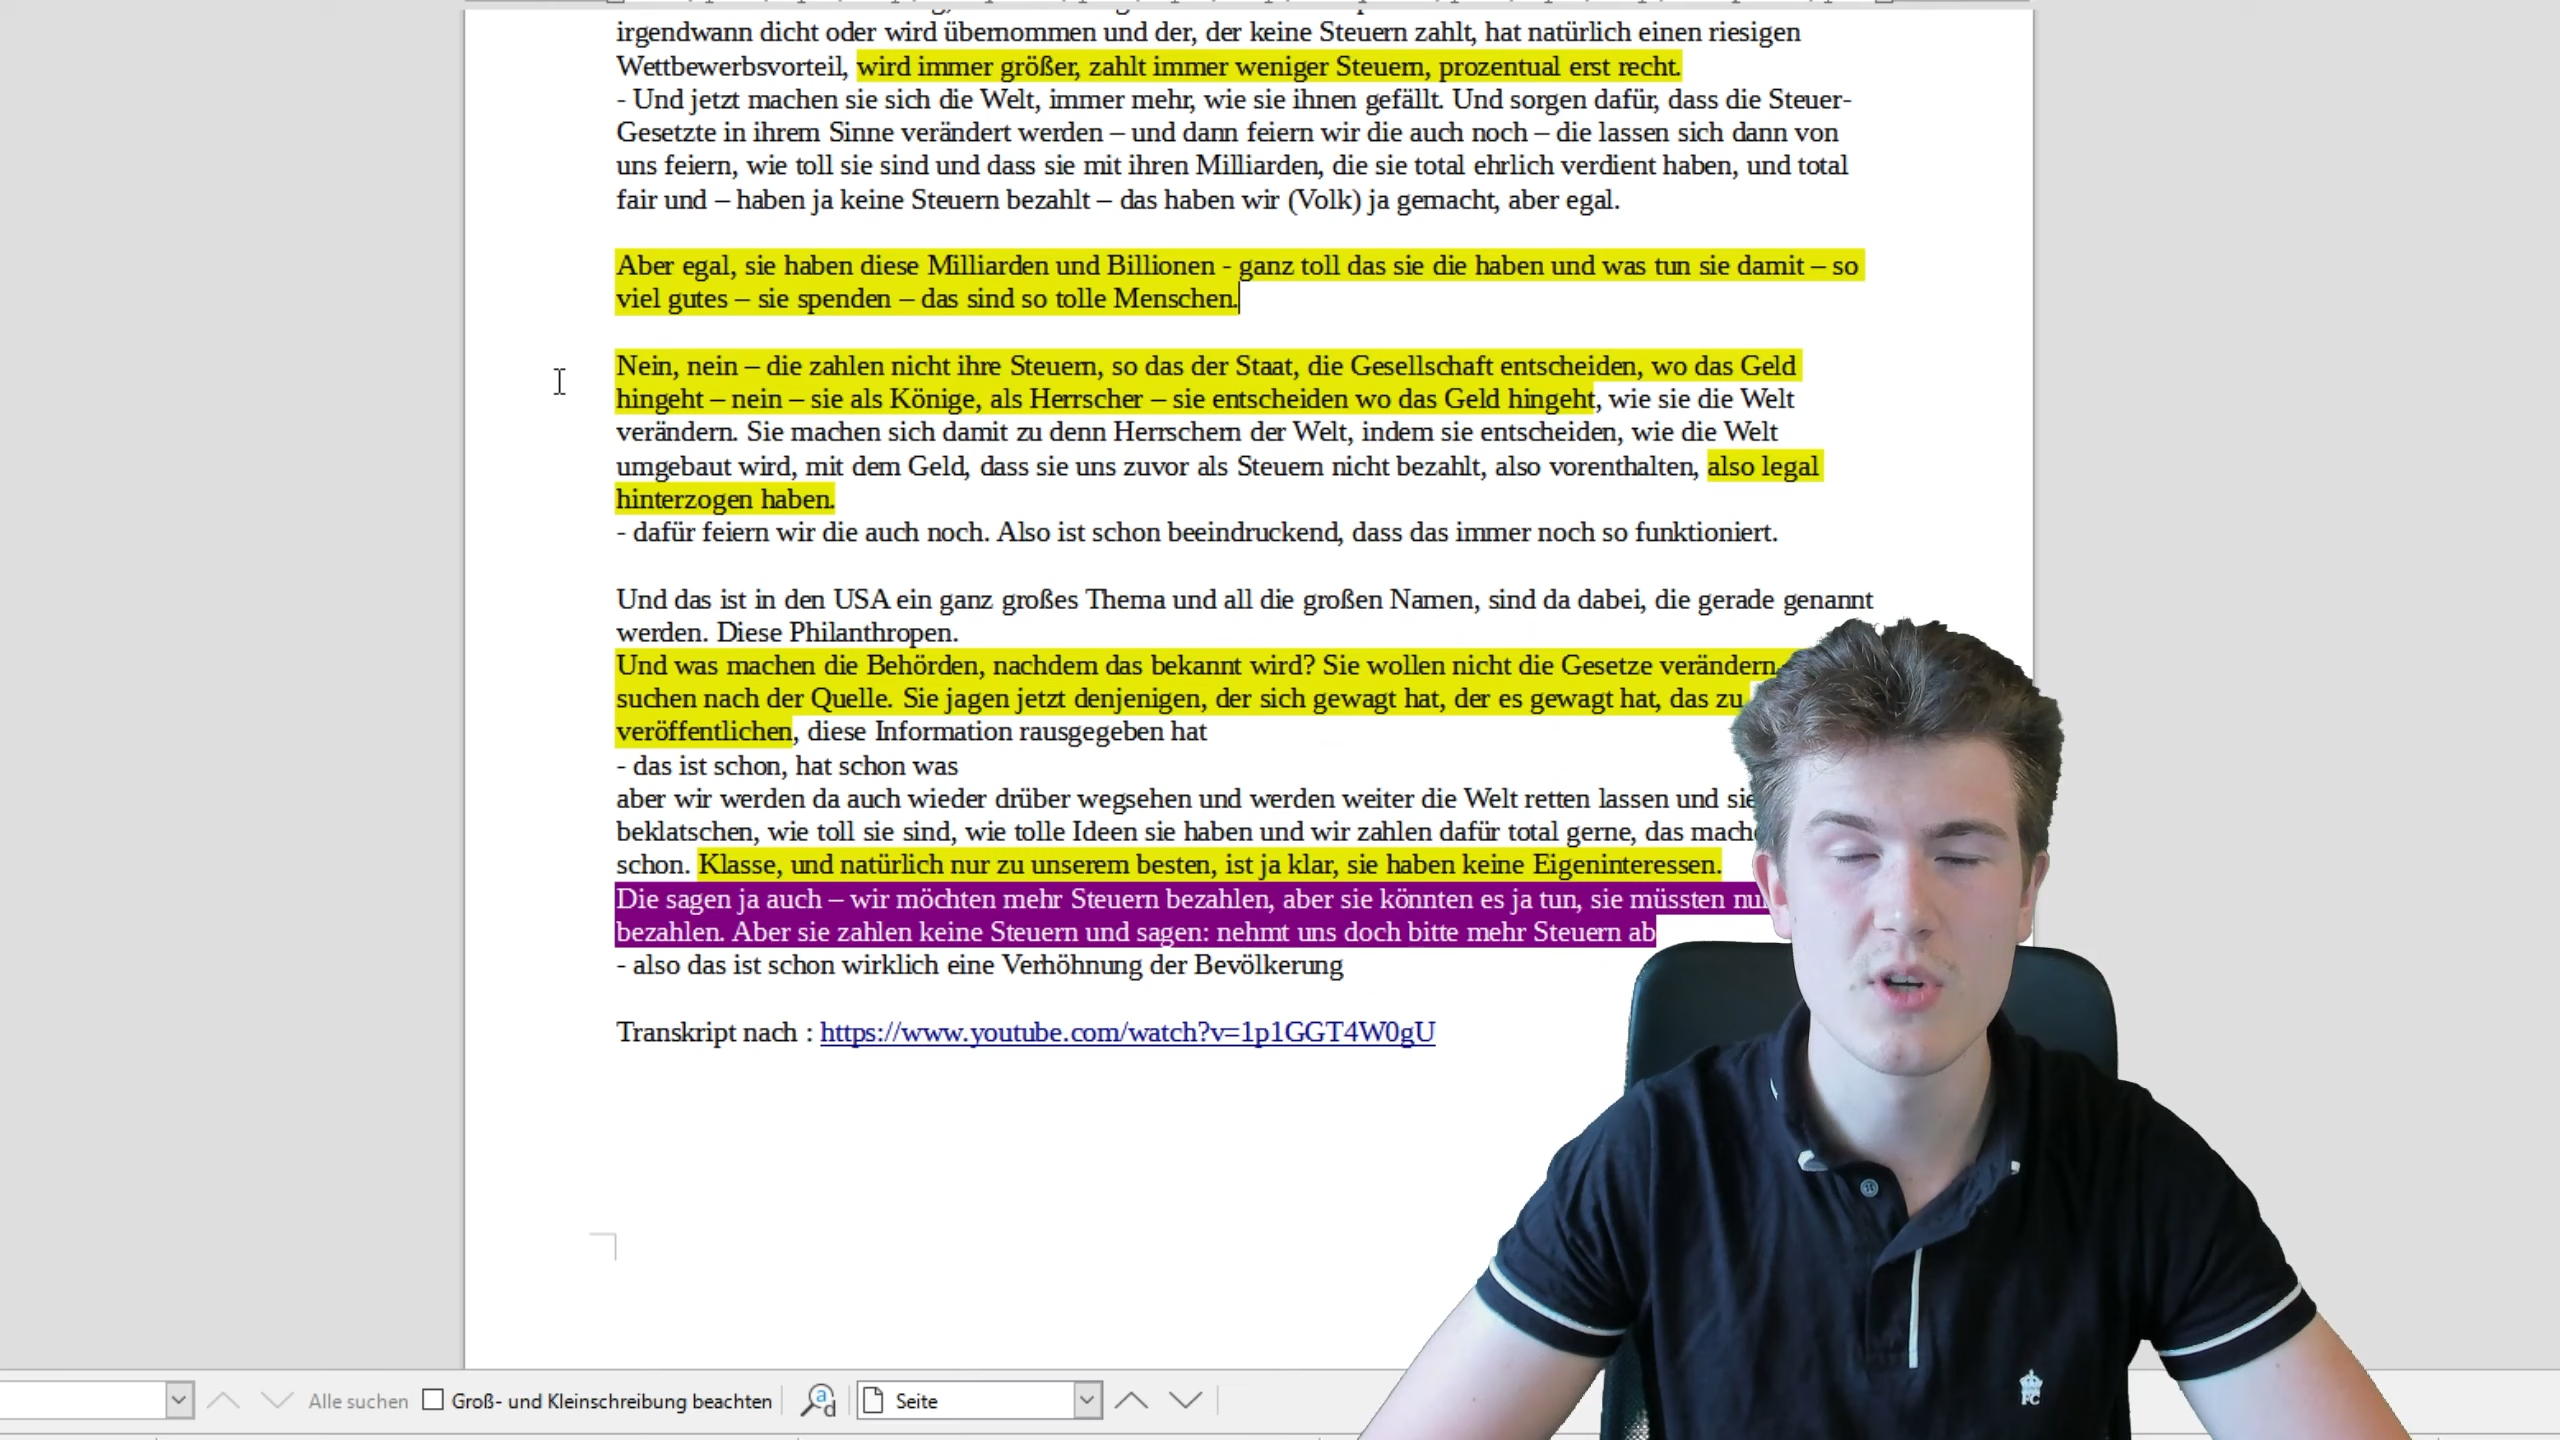 irgendwann dicht oder wird übernommen und der, der keine Steuern zahlt, hat natürlich einen riesigen
Wettbewerbsvorteil, wird immer größer, zahlt immer weniger Steuern, prozentual erst recht.
- Und jetzt machen sie sich die Welt, immer mehr, wie sie ihnen gefällt. Und sorgen dafür, dass die Steuer-
Gesetzte in ihrem Sinne verändert werden – und dann feiern wir die auch noch – die lassen sich dann von
uns feiern, wie toll sie sind und dass sie mit ihren Milliarden, die sie total ehrlich verdient haben, und total
fair und – haben ja keine Steuern bezahlt – das haben wir (Volk) ja gemacht, aber egal.
Aber egal, sie haben diese Milliarden und Billionen - ganz toll das sie die haben und was tun sie damit – so
viel gutes – sie spenden – das sind so tolle Menschen.
Nein, nein – die zahlen nicht ihre Steuern, so das der Staat, die Gesellschaft entscheiden, wo das Geld
hingeht – nein – sie als Könige, als Herrscher – sie entscheiden wo das Geld hingeht, wie sie die Welt
verändern. Sie machen sich damit zu denn Herrschern der Welt, indem sie entscheiden, wie die Welt
umgebaut wird, mit dem Geld, dass sie uns zuvor als Steuern nicht bezahlt, also vorenthalten, also legal
hinterzogen haben.
- dafür feiern wir die auch noch. Also ist schon beeindruckend, dass das immer noch so funktioniert.
Und das ist in den USA ein ganz großes Thema und all die großen Namen, sind da dabei, die gerade genannt
werden. Diese Philanthropen.
Und was machen die Behörden, nachdem das bekannt wird? Sie wollen nicht die Gesetze verändern
suchen nach der Quelle. Sie jagen jetzt denjenigen, der sich gewagt hat, der es gewagt hat, das zu
veröffentlichen, diese Information rausgegeben hat
- das ist schon, hat schon was
aber wir werden da auch wieder drüber wegsehen und werden weiter die Welt retten lassen und sie
beklatschen, wie toll sie sind, wie tolle Ideen sie haben und wir zahlen dafür total gerne, das
schon. Klasse, und natürlich nur zu unserem besten, ist ja klar, sie haben keine Eigeninteressen.
Die sagen ja auch – wir möchten mehr Steuern bezahlen, aber sie könnten es ja tun, sie müssten
bezahlen. Aber sie zahlen keine Steuern und sagen: nehmt uns doch bitte mehr Steuern ab
- also das ist schon wirklich eine Verhöhnung der Bevölkerung
Transkript nach : https://www.youtube.com/watch?v=1p1GGT4W0gU
Alle suchen Groß- und Kleinschreibung beachten Seite
FC